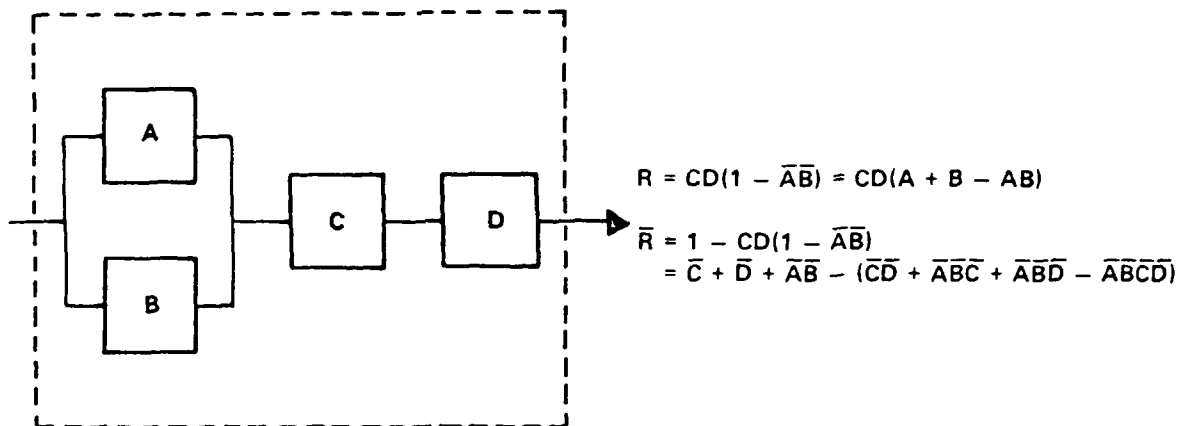 A
B
C
D
R = CD(1 − A̅B̅) = CD(A + B − AB)
R̅ = 1 − CD(1 − A̅B̅)
= C̅ + D̅ + A̅B̅ − (C̅D̅ + A̅B̅C̅ + A̅B̅D̅ − A̅B̅C̅D̅)